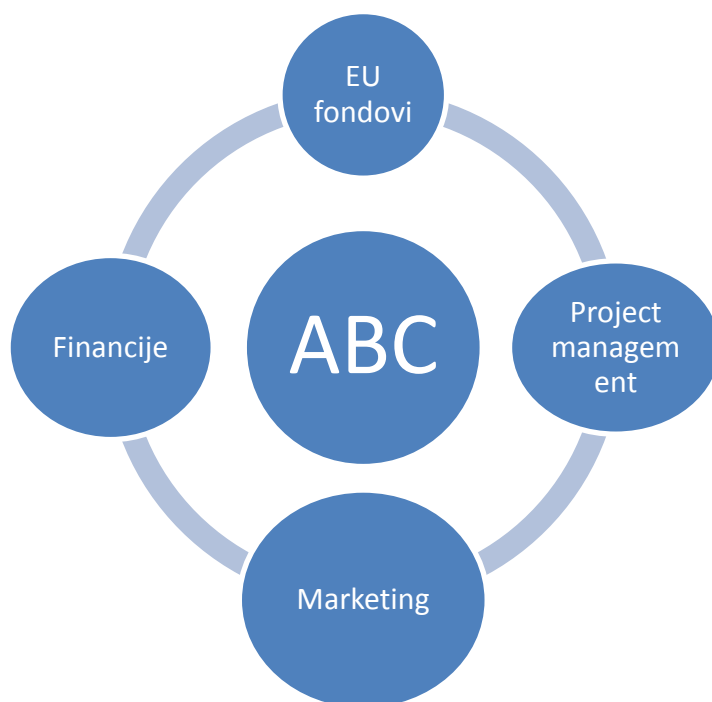 EU
fondovi
Financije
ABC
Project
managem
ent
Marketing